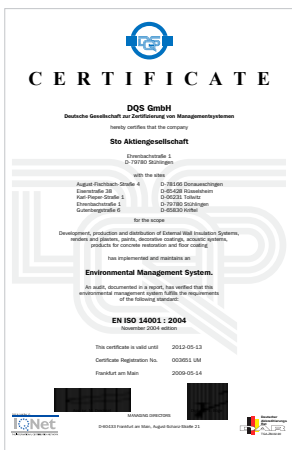 DQS
CERTIFICATE
DQS GmbH
Deutsche Gesellschaft zur Zertifizierung von Managementsystemen
hereby certifies that the company
Sto Aktiengesellschaft
Ehrenbachstraße 1
D-79780 Stühlingen
with the sites
August-Fischbach-Straße 4 D-78166 Donaueschingen
Eisenstraße 38 D-65428 Rüsselsheim
Karl-Pieper-Straße 1 D-06231 Tollwitz
Ehrenbachstraße 1 D-79780 Stühlingen
Gutenbergstraße 6 D-65830 Kriftel
for the scope
Development, production and distribution of External Wall Insulation Systems,
renders and plasters, paints, decorative coatings, acoustic systems,
products for concrete restoration and floor coating
has implemented and maintains an
Environmental Management System.
An audit, documented in a report, has verified that this
environmental management system fulfills the requirements
of the following standard:
EN ISO 14001 : 2004
November 2004 edition
This certificate is valid until 2012-05-13
Certificate Registration No. 003651 UM
Frankfurt am Main 2009-05-14
MANAGING DIRECTORS
IQNet
D-60433 Frankfurt am Main, August-Schanz-Straße 21
Deutscher
Akkreditierungs
Rat
DAR